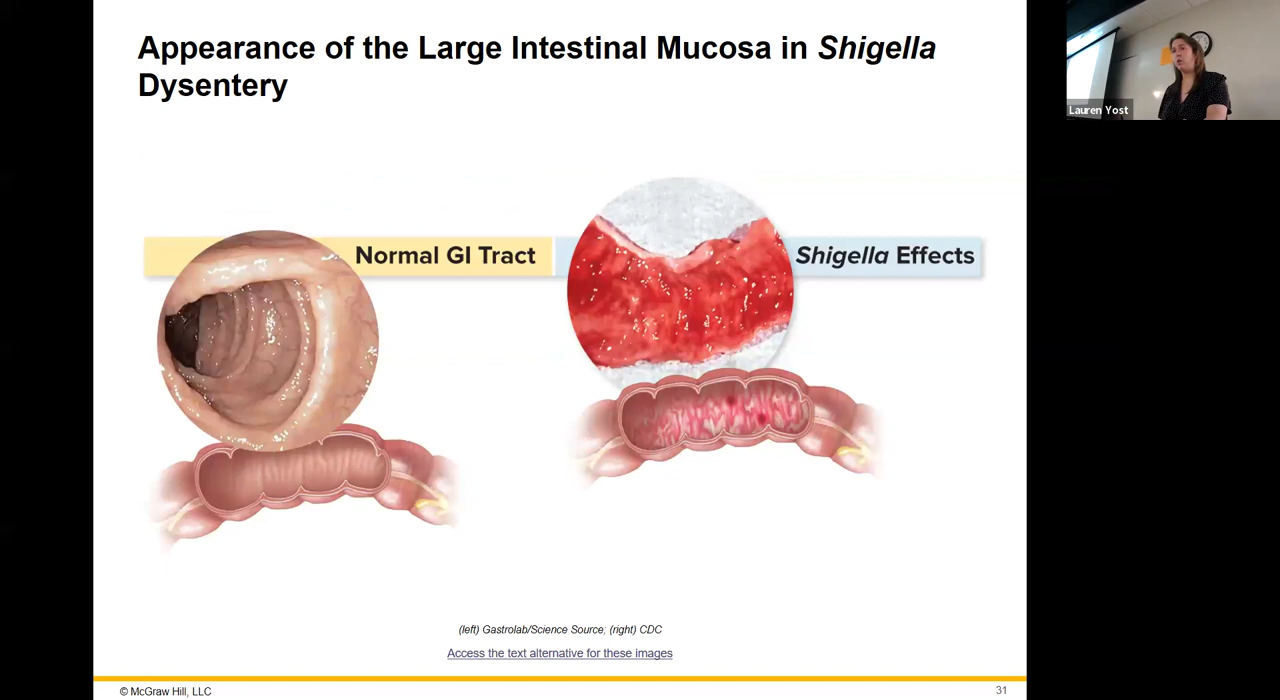 Appearance of the Large Intestinal Mucosa in Shigella
Dysentery
Lauren Yost
Normal GI Tract
Shigella Effects
(left) Gastrolab/Science Source; (right) CDC
Access the text alternative for these images
© McGraw Hill, LLC
31